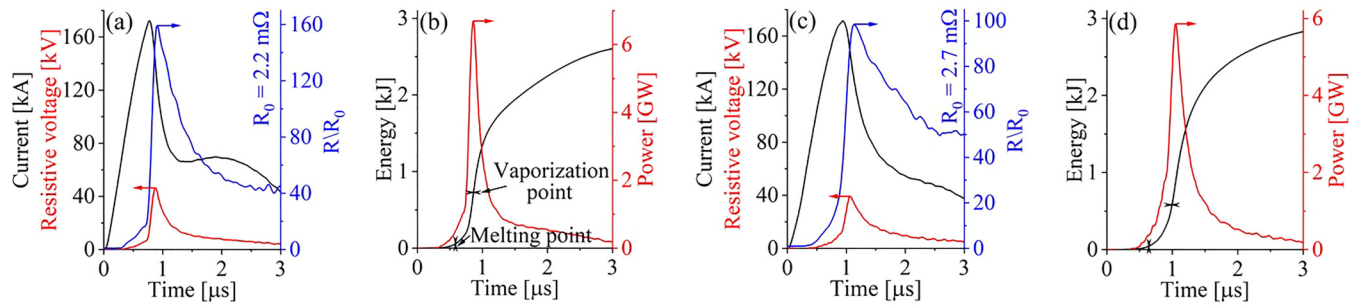 (a)
Current [kA]
Resistive voltage [kV]
160
120
80
40
0
0
1
2
3
Time [µs]
160
120
80
40
0
R₀ = 2.2 mΩ
R\R₀
(b)
Energy [kJ]
3
2
1
0
0
1
2
3
Time [µs]
Vaporization
point
Melting point
6
4
2
0
Power [GW]
(c)
Current [kA]
Resistive voltage [kV]
160
120
80
40
0
0
1
2
3
Time [µs]
100
80
60
40
20
0
R₀ = 2.7 mΩ
R\R₀
(d)
Energy [kJ]
3
2
1
0
0
1
2
3
Time [µs]
6
5
4
3
2
1
0
Power [GW]